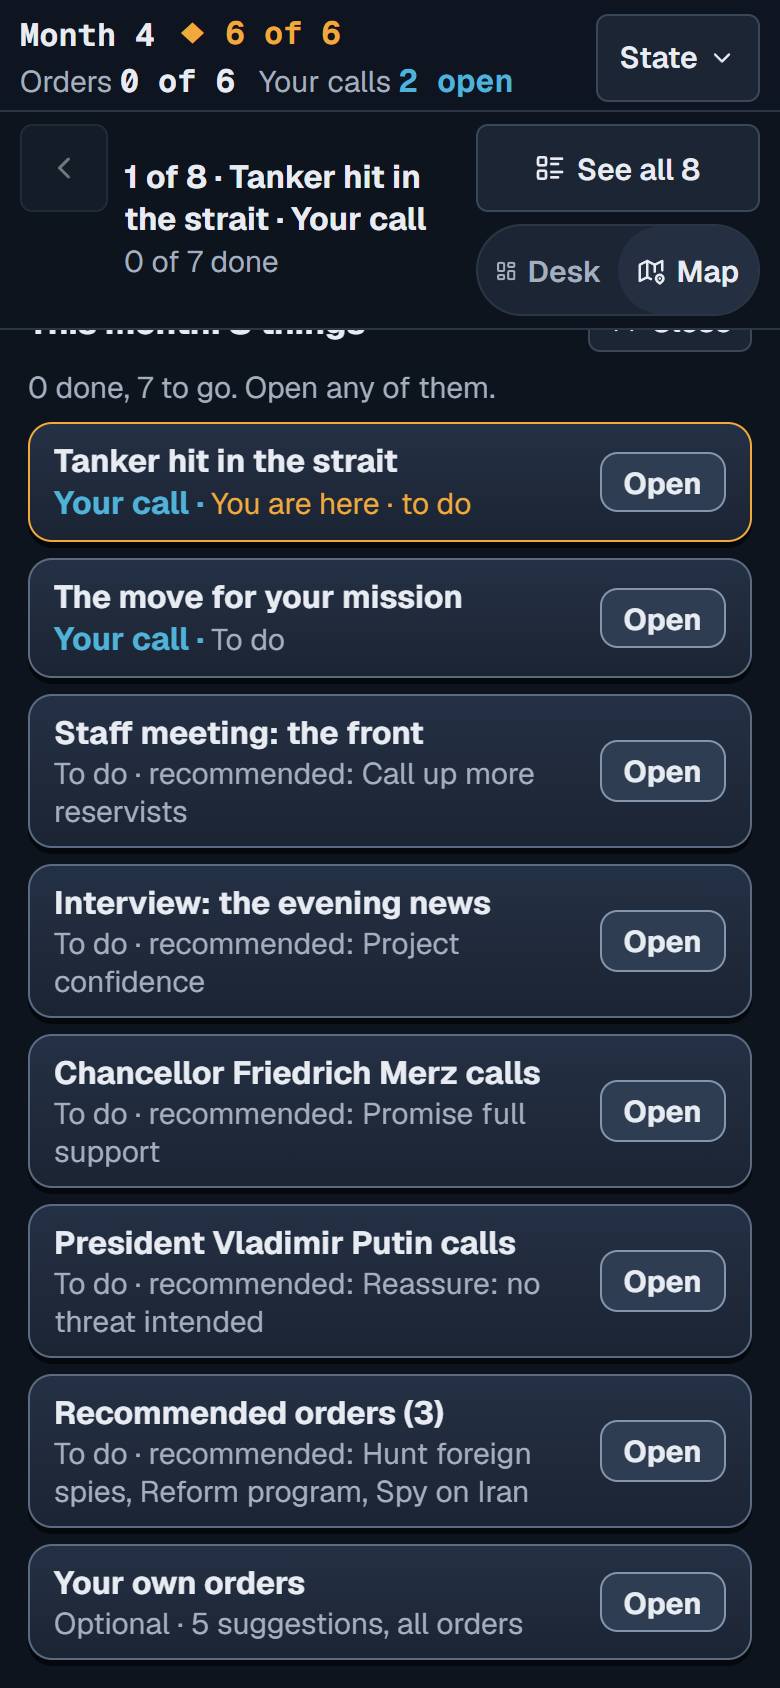 Month 4 ◆ 6 of 6
Orders 0 of 6 Your calls 2 open
State
1 of 8 · Tanker hit in
the strait · Your call
0 of 7 done
See all 8
Desk
Map
0 done, 7 to go. Open any of them.
Tanker hit in the strait
Your call · You are here · to do
Open
The move for your mission
Your call · To do
Open
Staff meeting: the front
To do · recommended: Call up more
reservists
Open
Interview: the evening news
To do · recommended: Project
confidence
Open
Chancellor Friedrich Merz calls
To do · recommended: Promise full
support
Open
President Vladimir Putin calls
To do · recommended: Reassure: no
threat intended
Open
Recommended orders (3)
To do · recommended: Hunt foreign
spies, Reform program, Spy on Iran
Open
Your own orders
Optional · 5 suggestions, all orders
Open